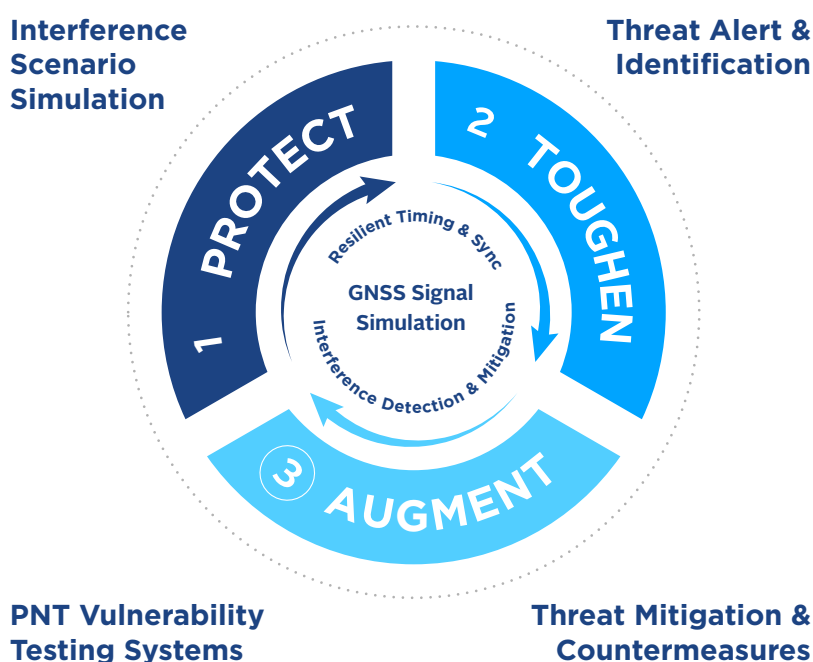 Interference
Scenario
Simulation
Threat Alert &
Identification
1 PROTECT
2 TOUGHEN
Resilient Timing & Sync
GNSS Signal
Simulation
Interference Detection & Mitigation
3 AUGMENT
PNT Vulnerability
Testing Systems
Threat Mitigation &
Countermeasures